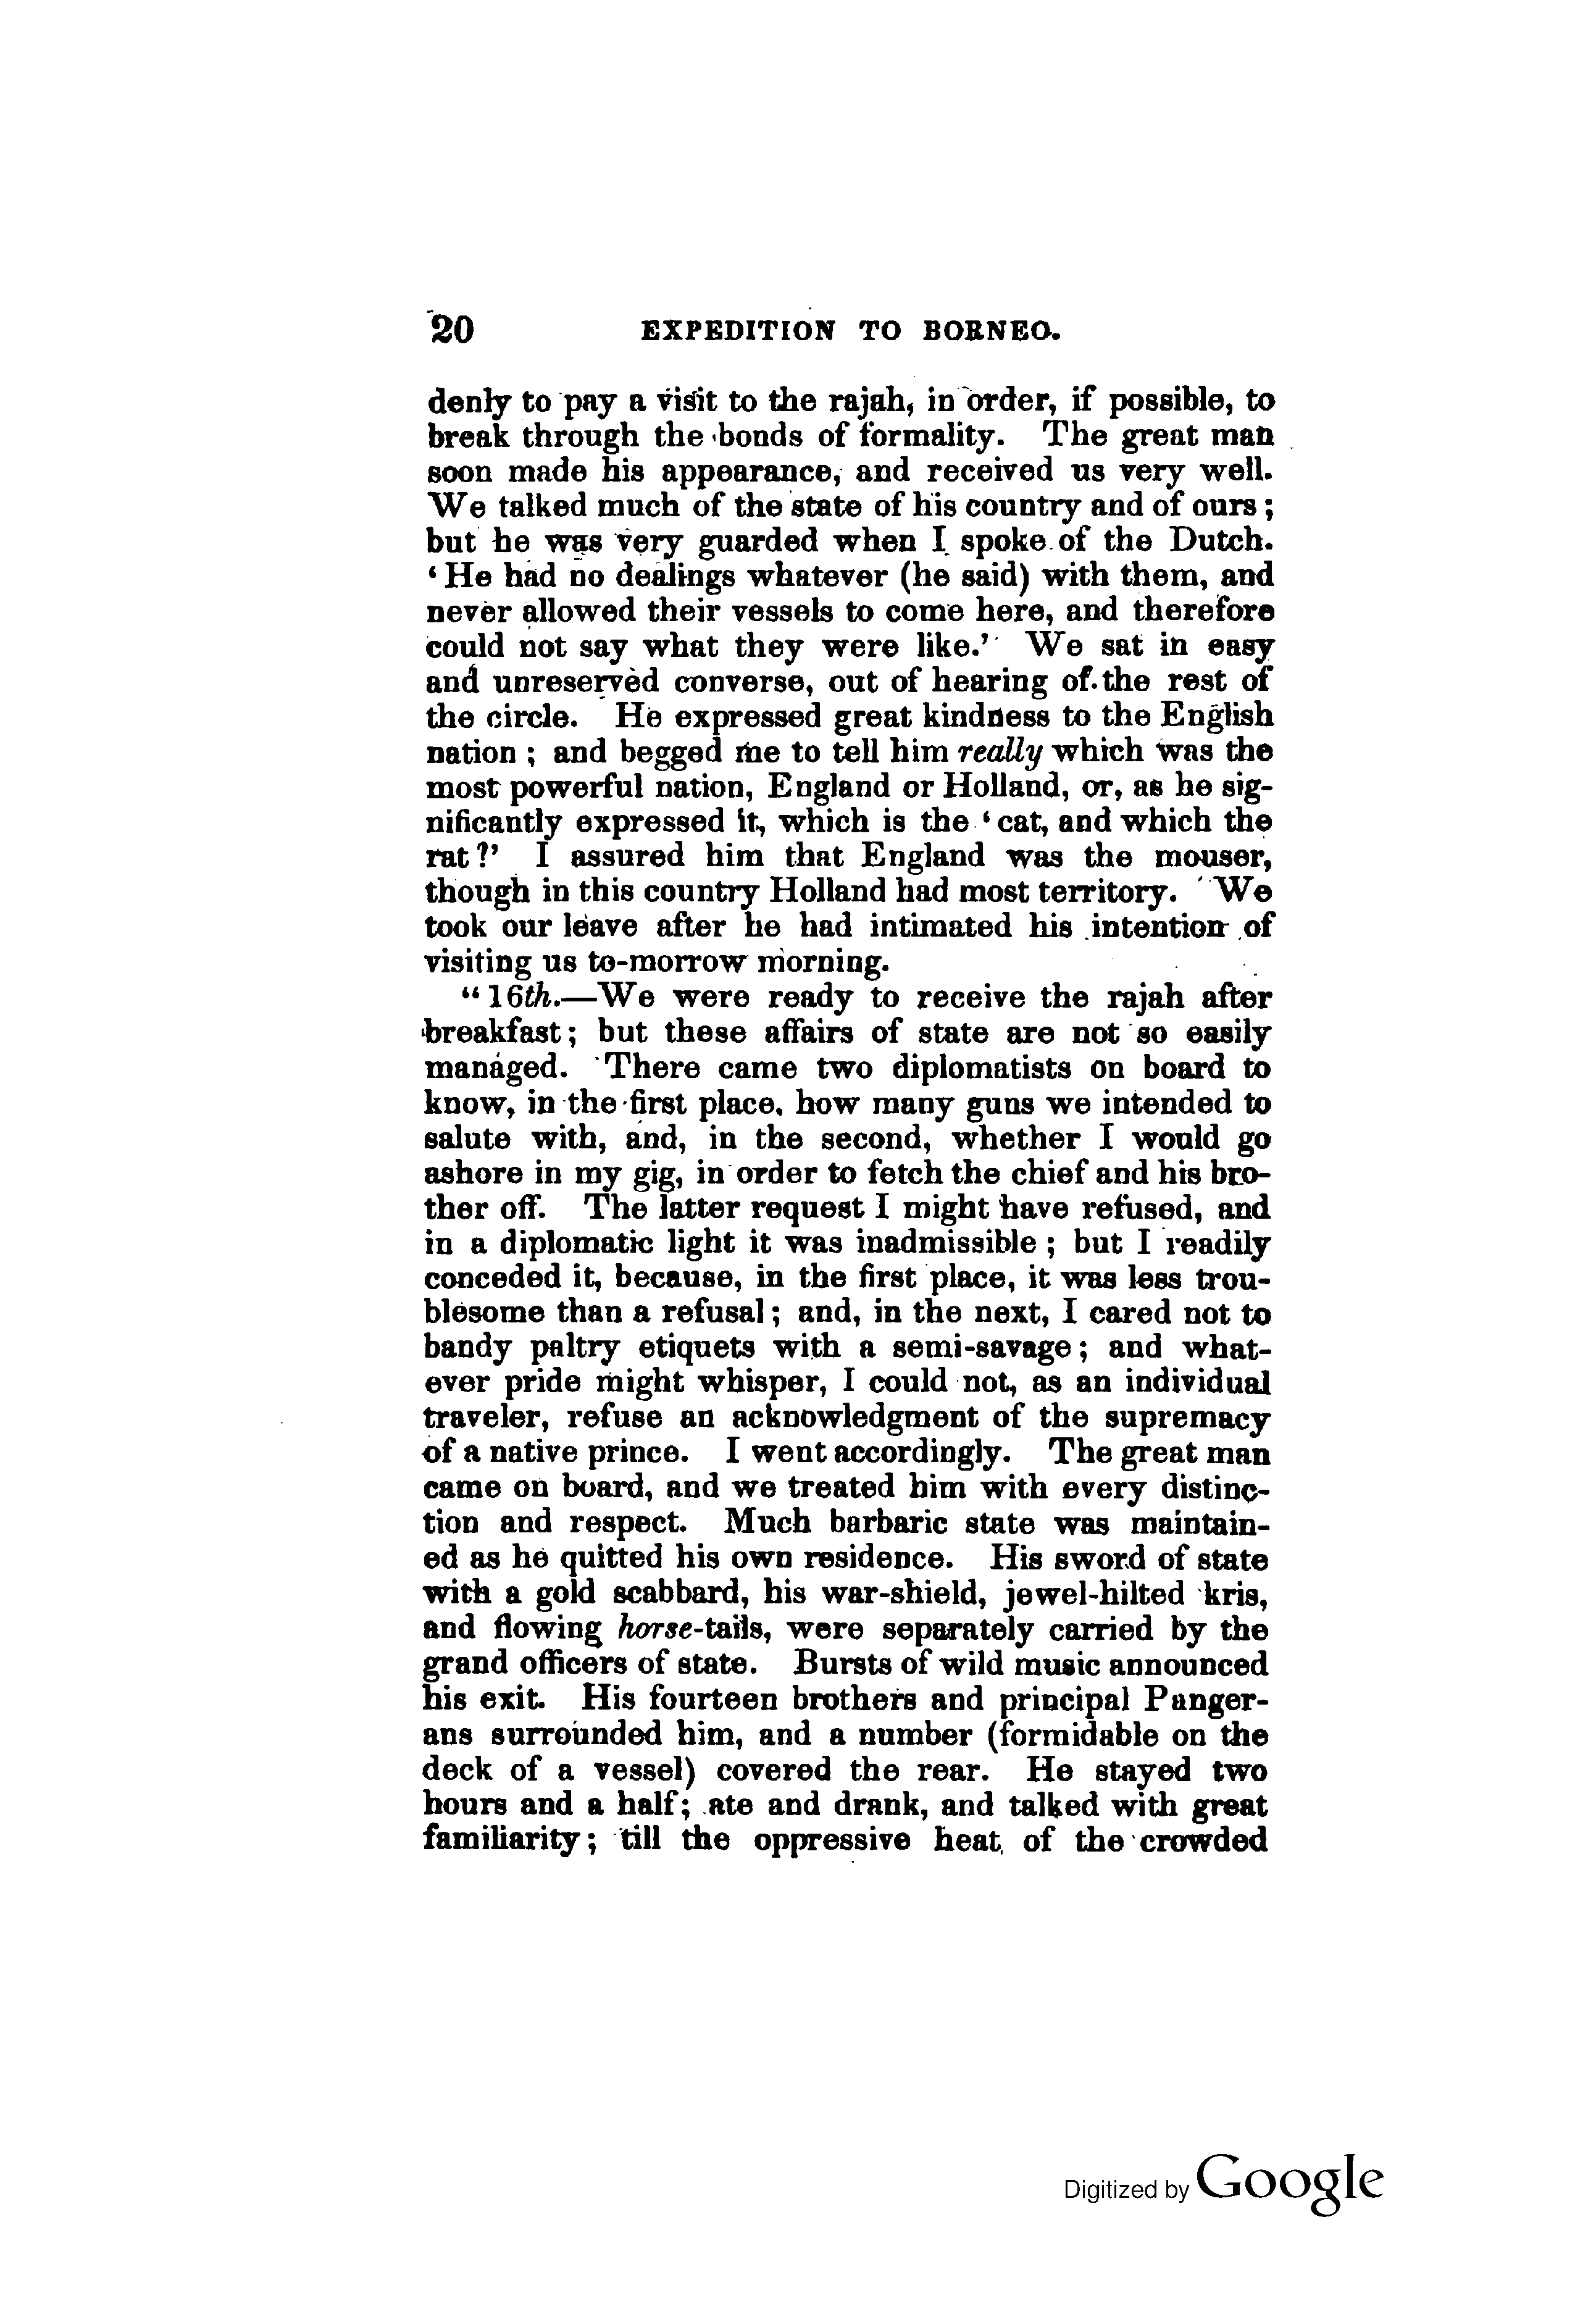 20 EXPEDITION TO BORNEO.
denly to pay a visit to the rajah, in order, if possible, to
break through the bonds of formality. The great man
soon made his appearance, and received us very well.
We talked much of the state of his country and of ours;
but he was very guarded when I spoke of the Dutch.
‘He had no dealings whatever (he said) with them, and
never allowed their vessels to come here, and therefore
could not say what they were like.’ We sat in easy
and unreserved converse, out of hearing of the rest of
the circle. He expressed great kindness to the English
nation; and begged me to tell him really which was the
most powerful nation, England or Holland, or, as he sig-
nificantly expressed it, which is the ‘cat, and which the
rat?’ I assured him that England was the mouser,
though in this country Holland had most territory. We
took our leave after he had intimated his intention of
visiting us to-morrow morning.
“16th.—We were ready to receive the rajah after
breakfast; but these affairs of state are not so easily
managed. There came two diplomatists on board to
know, in the first place, how many guns we intended to
salute with, and, in the second, whether I would go
ashore in my gig, in order to fetch the chief and his bro-
ther off. The latter request I might have refused, and
in a diplomatic light it was inadmissible; but I readily
conceded it, because, in the first place, it was less trou-
blesome than a refusal; and, in the next, I cared not to
bandy paltry etiquets with a semi-savage; and what-
ever pride might whisper, I could not, as an individual
traveler, refuse an acknowledgment of the supremacy
of a native prince. I went accordingly. The great man
came on board, and we treated him with every distinc-
tion and respect. Much barbaric state was maintain-
ed as he quitted his own residence. His sword of state
with a gold scabbard, his war-shield, jewel-hilted kris,
and flowing horse-tails, were separately carried by the
grand officers of state. Bursts of wild music announced
his exit. His fourteen brothers and principal Panger-
ans surrounded him, and a number (formidable on the
deck of a vessel) covered the rear. He stayed two
hours and a half; ate and drank, and talked with great
familiarity; till the oppressive heat of the crowded
Digitized by Google